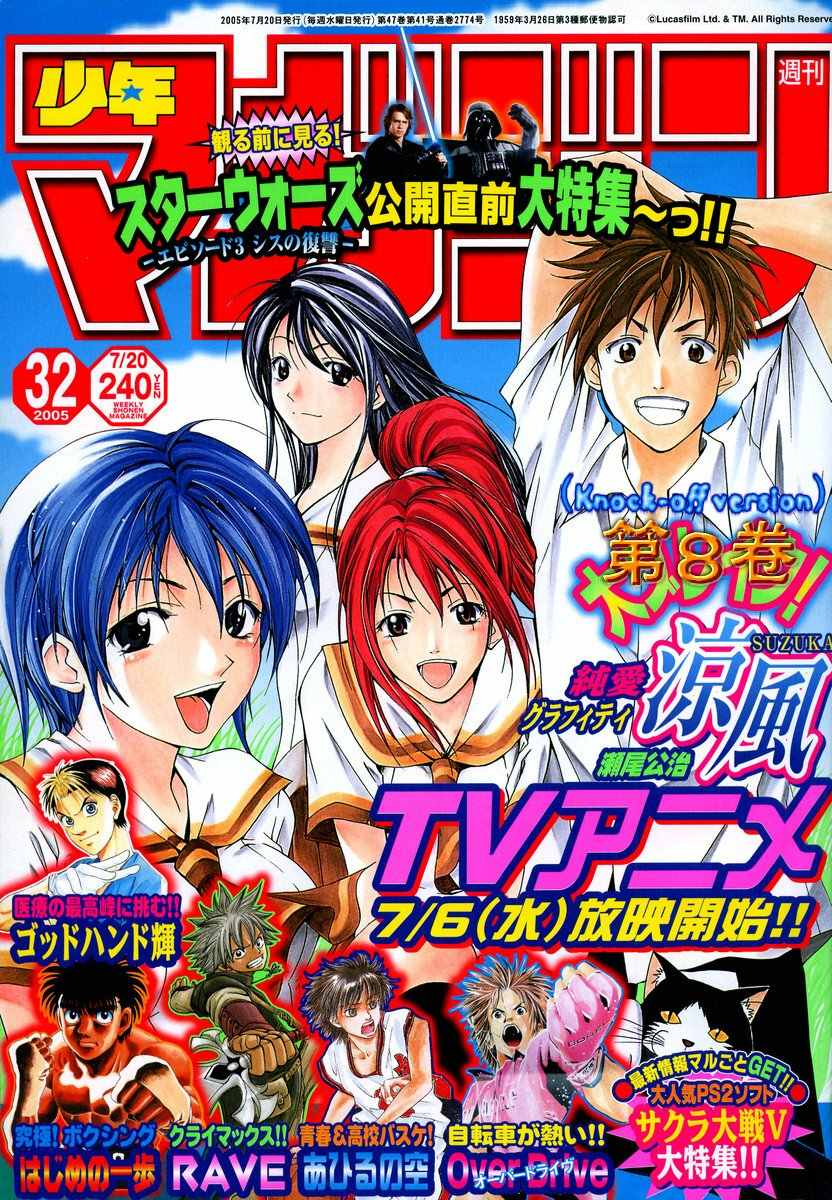 2005年7月20日発行(毎週水曜日発行)第47巻第41号通巻2774号 1959年3月26日第3種郵便物認可 ©Lucasfilm Ltd. & TM. All Rights Reserve
少年
マガジン
週刊
観る前に見る!
スターウォーズ公開直前大特集〜っ!!
-エピソード3 シスの復讐-
32
2005
7/20
240YEN
WEEKLY
SHONEN
MAGAZINE
(Knock-off version)
第8巻
SUZUKA
涼風
純愛
グラフィティ
瀬尾公治
TVアニメ
7/6(水)放映開始!!
医療の最高峰に挑む!!
ゴッドハンド輝
究極!ボクシング
はじめの一歩
クライマックス!!
RAVE
青春&高校バスケ!
あひるの空
自転車が熱い!!
Over Drive
オーバードライヴ
最新情報マルごとGET!!
大人気PS2ソフト
サクラ大戦V
大特集!!